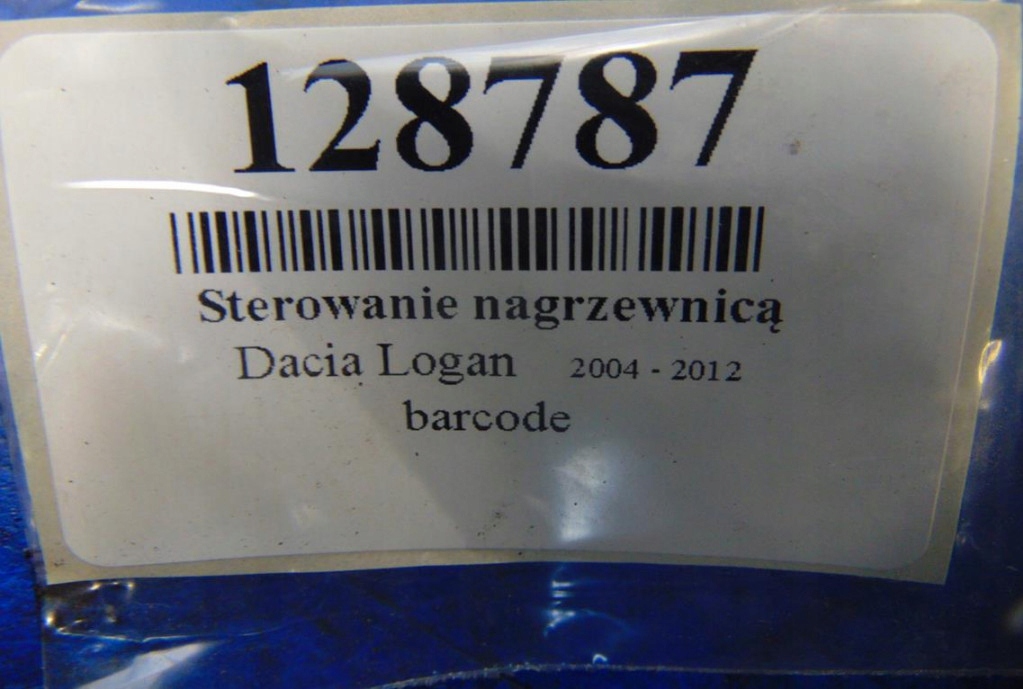 128787
Sterowanie nagrzewnicą
Dacia Logan 2004 - 2012
barcode